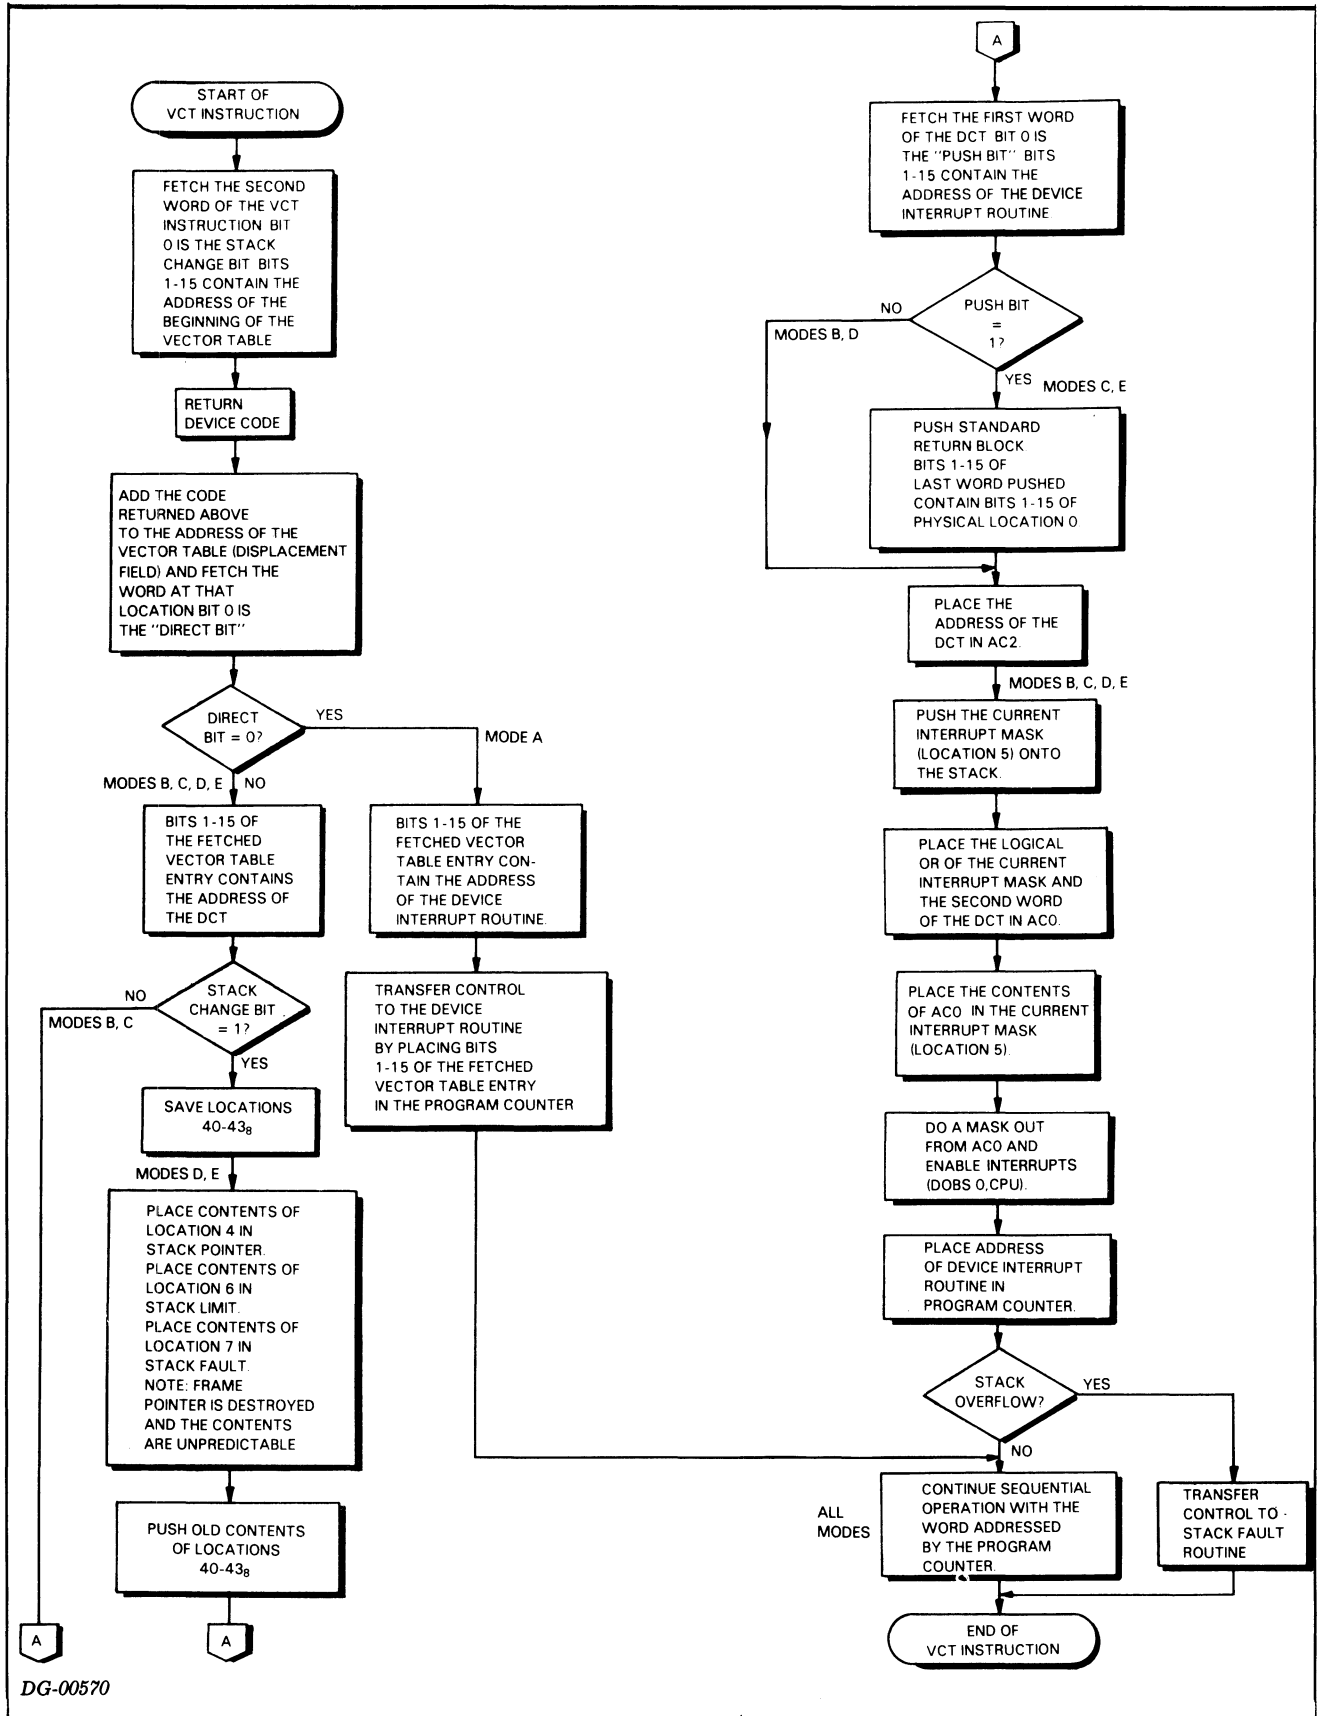 START OF
VCT INSTRUCTION
FETCH THE SECOND
WORD OF THE VCT
INSTRUCTION BIT
0 IS THE STACK
CHANGE BIT BITS
1-15 CONTAIN THE
ADDRESS OF THE
BEGINNING OF THE
VECTOR TABLE
RETURN
DEVICE CODE
ADD THE CODE
RETURNED ABOVE
TO THE ADDRESS OF THE
VECTOR TABLE (DISPLACEMENT
FIELD) AND FETCH THE
WORD AT THAT
LOCATION BIT 0 IS
THE "DIRECT BIT"
DIRECT
BIT = 0?
YES
MODE A
MODES B, C, D, E
NO
BITS 1-15 OF
THE FETCHED
VECTOR TABLE
ENTRY CONTAINS
THE ADDRESS OF
THE DCT
BITS 1-15 OF THE
FETCHED VECTOR
TABLE ENTRY CON-
TAIN THE ADDRESS
OF THE DEVICE
INTERRUPT ROUTINE.
STACK
CHANGE BIT
= 1?
NO
MODES B, C
YES
TRANSFER CONTROL
TO THE DEVICE
INTERRUPT ROUTINE
BY PLACING BITS
1-15 OF THE FETCHED
VECTOR TABLE ENTRY
IN THE PROGRAM COUNTER
SAVE LOCATIONS
40-43₈
MODES D, E
PLACE CONTENTS OF
LOCATION 4 IN
STACK POINTER.
PLACE CONTENTS OF
LOCATION 6 IN
STACK LIMIT.
PLACE CONTENTS OF
LOCATION 7 IN
STACK FAULT.
NOTE: FRAME
POINTER IS DESTROYED
AND THE CONTENTS
ARE UNPREDICTABLE
PUSH OLD CONTENTS
OF LOCATIONS
40-43₈
A
A
A
FETCH THE FIRST WORD
OF THE DCT BIT 0 IS
THE "PUSH BIT" BITS
1-15 CONTAIN THE
ADDRESS OF THE DEVICE
INTERRUPT ROUTINE.
PUSH BIT
=
1?
NO
MODES B, D
YES
MODES C, E
PUSH STANDARD
RETURN BLOCK.
BITS 1-15 OF
LAST WORD PUSHED
CONTAIN BITS 1-15 OF
PHYSICAL LOCATION 0.
PLACE THE
ADDRESS OF THE
DCT IN AC2.
MODES B, C, D, E
PUSH THE CURRENT
INTERRUPT MASK
(LOCATION 5) ONTO
THE STACK.
PLACE THE LOGICAL
OR OF THE CURRENT
INTERRUPT MASK AND
THE SECOND WORD
OF THE DCT IN AC0.
PLACE THE CONTENTS
OF AC0 IN THE CURRENT
INTERRUPT MASK
(LOCATION 5).
DO A MASK OUT
FROM AC0 AND
ENABLE INTERRUPTS
(DOBS 0,CPU).
PLACE ADDRESS
OF DEVICE INTERRUPT
ROUTINE IN
PROGRAM COUNTER.
STACK
OVERFLOW?
YES
NO
ALL
MODES
CONTINUE SEQUENTIAL
OPERATION WITH THE
WORD ADDRESSED
BY THE PROGRAM
COUNTER.
TRANSFER
CONTROL TO
STACK FAULT
ROUTINE
END OF
VCT INSTRUCTION
DG-00570